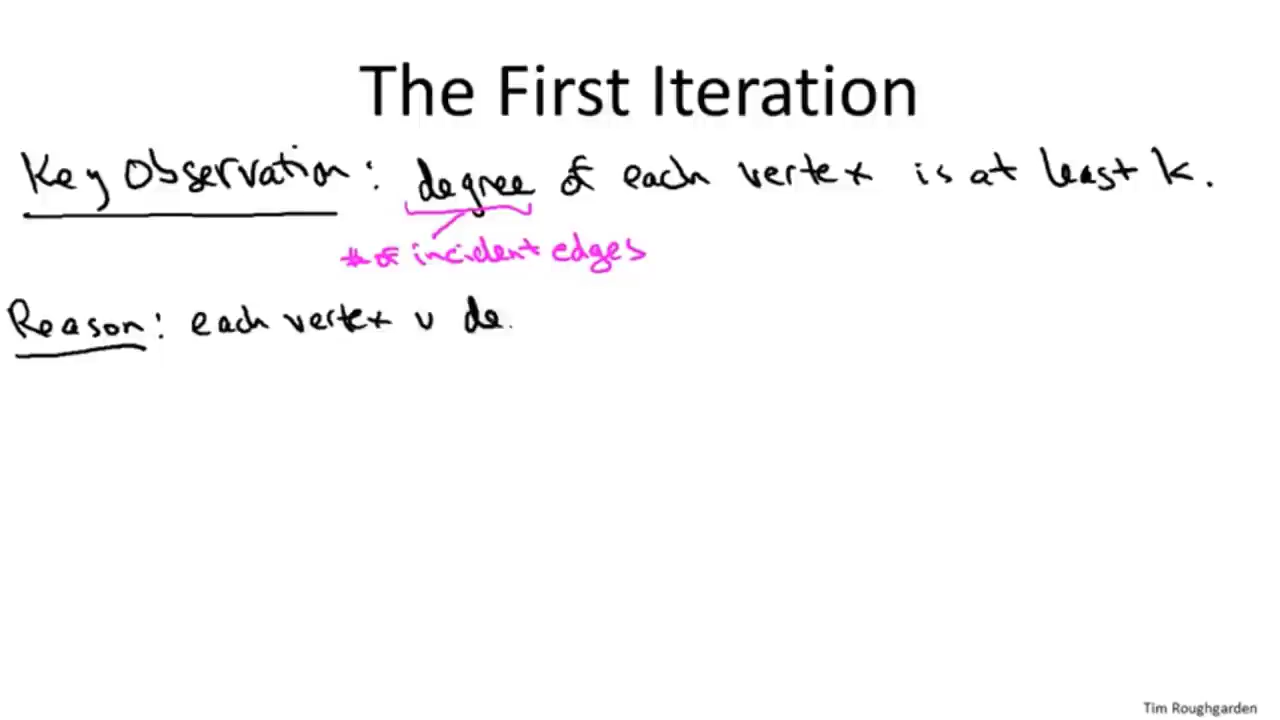 The First Iteration
Key Observation: degree of each vertex is at least k.
# of incident edges
Reason: each vertex v de
Tim Roughgarden